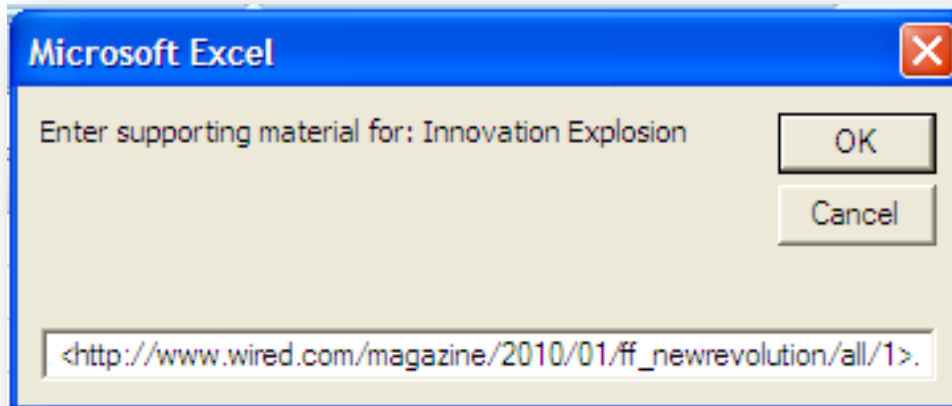 Microsoft Excel
Enter supporting material for: Innovation Explosion
OK
Cancel
<http://www.wired.com/magazine/2010/01/ff_newrevolution/all/1>.